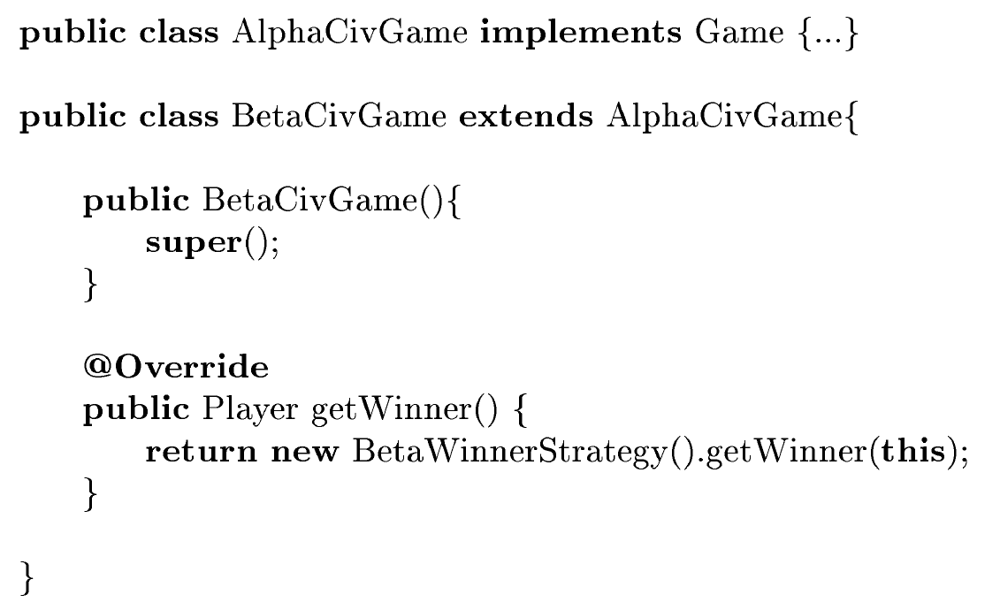 public class AlphaCivGame implements Game {...}
public class BetaCivGame extends AlphaCivGame{
public BetaCivGame(){
super();
}
@Override
public Player getWinner() {
return new BetaWinnerStrategy().getWinner(this);
}
}